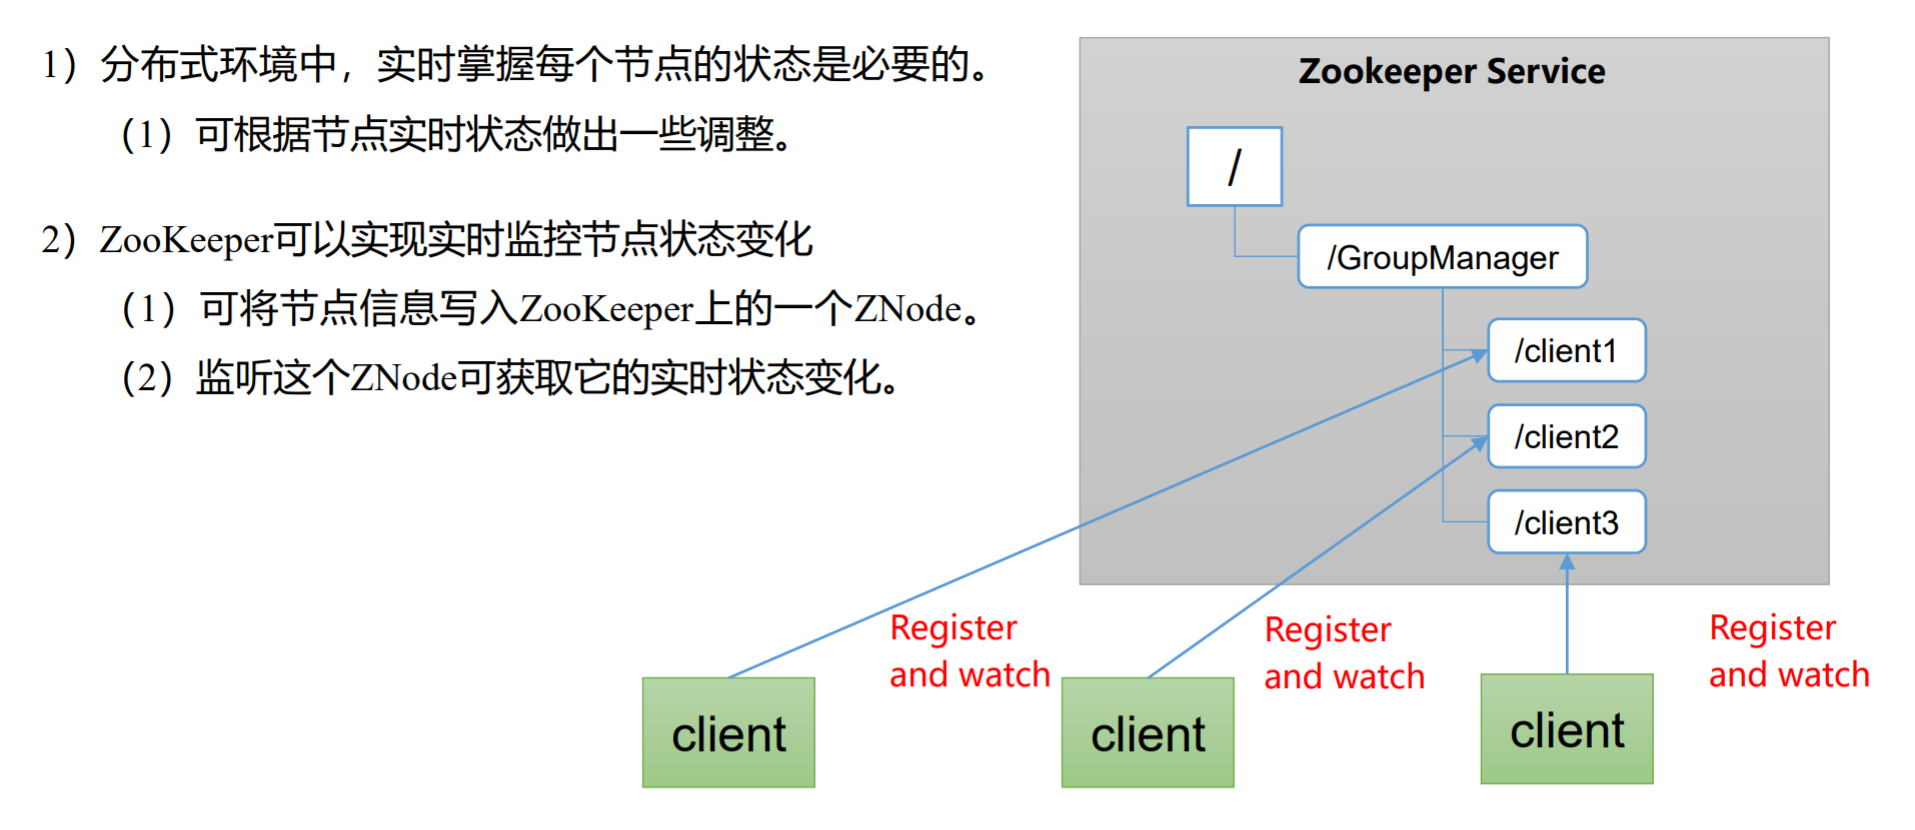 1）分布式环境中，实时掌握每个节点的状态是必要的。
（1）可根据节点实时状态做出一些调整。
2）ZooKeeper可以实现实时监控节点状态变化
（1）可将节点信息写入ZooKeeper上的一个ZNode。
（2）监听这个ZNode可获取它的实时状态变化。
Zookeeper Service
/
/GroupManager
/client1
/client2
/client3
Register
and watch
Register
and watch
Register
and watch
client
client
client